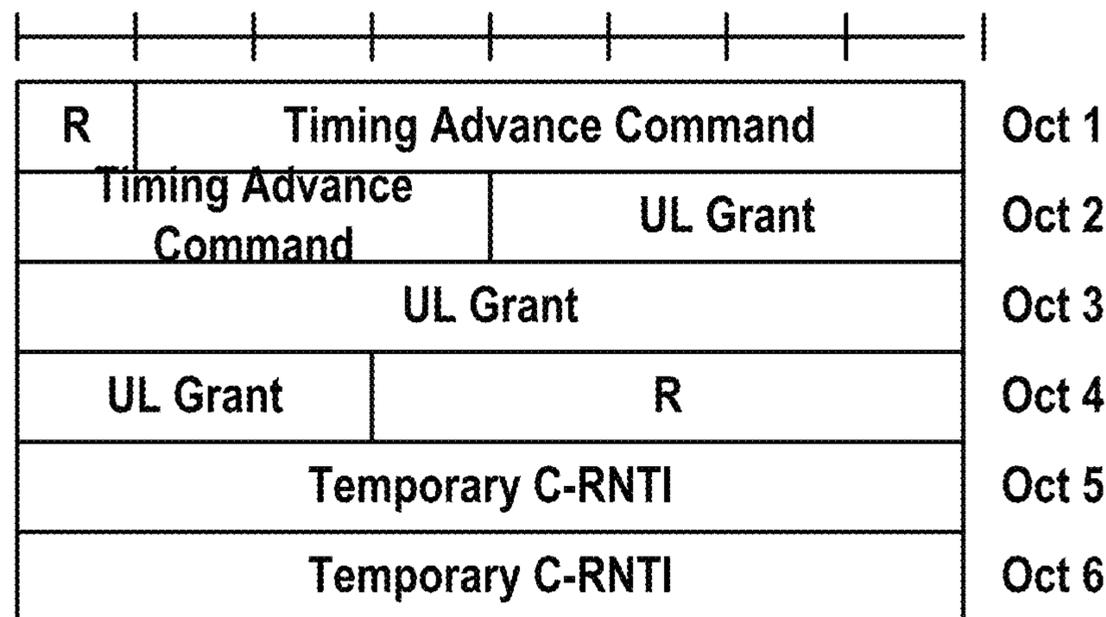 R Timing Advance Command Oct 1
Timing Advance
Command UL Grant Oct 2
UL Grant Oct 3
UL Grant R Oct 4
Temporary C-RNTI Oct 5
Temporary C-RNTI Oct 6